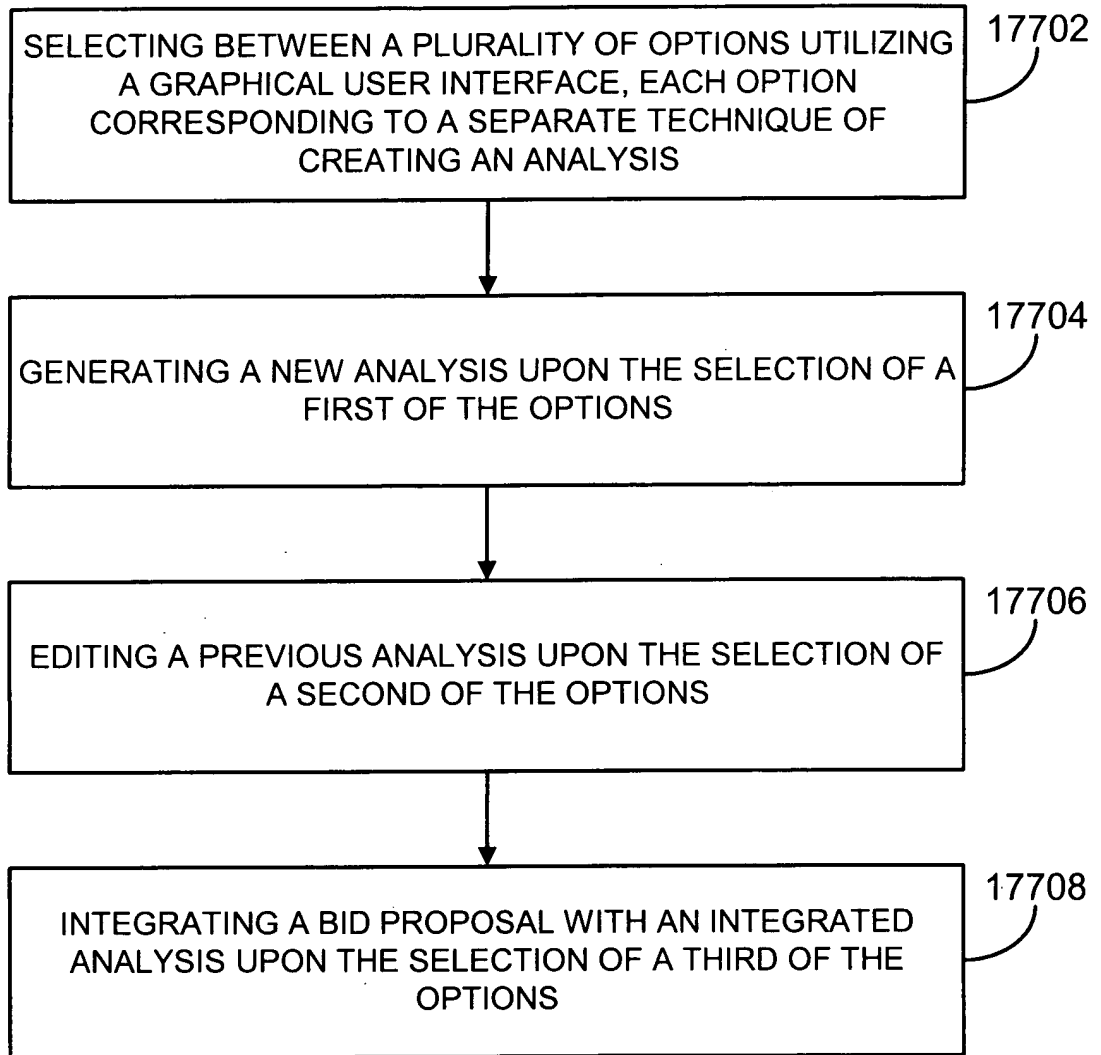 SELECTING BETWEEN A PLURALITY OF OPTIONS UTILIZING
A GRAPHICAL USER INTERFACE, EACH OPTION
CORRESPONDING TO A SEPARATE TECHNIQUE OF
CREATING AN ANALYSIS
17702
GENERATING A NEW ANALYSIS UPON THE SELECTION OF A
FIRST OF THE OPTIONS
17704
EDITING A PREVIOUS ANALYSIS UPON THE SELECTION OF
A SECOND OF THE OPTIONS
17706
INTEGRATING A BID PROPOSAL WITH AN INTEGRATED
ANALYSIS UPON THE SELECTION OF A THIRD OF THE
OPTIONS
17708